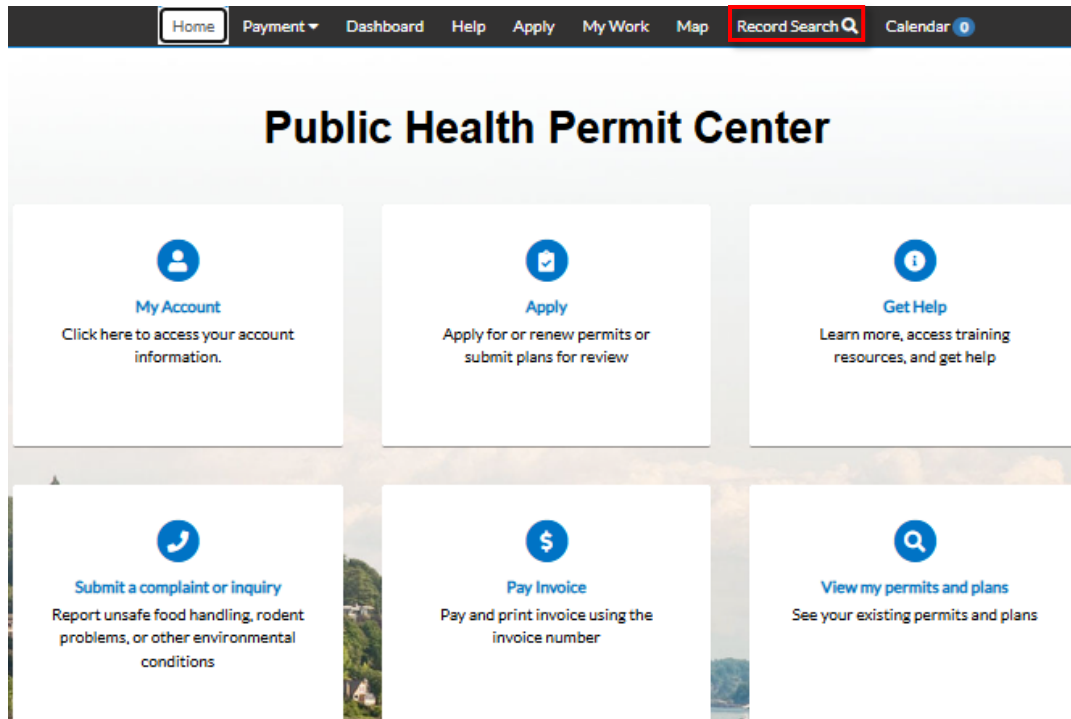 Home Payment Dashboard Help Apply My Work Map Record Search Calendar 0
Public Health Permit Center
My Account
Click here to access your account
information.
Apply
Apply for or renew permits or
submit plans for review
Get Help
Learn more, access training
resources, and get help
Submit a complaint or inquiry
Report unsafe food handling, rodent
problems, or other environmental
conditions
Pay Invoice
Pay and print invoice using the
invoice number
View my permits and plans
See your existing permits and plans